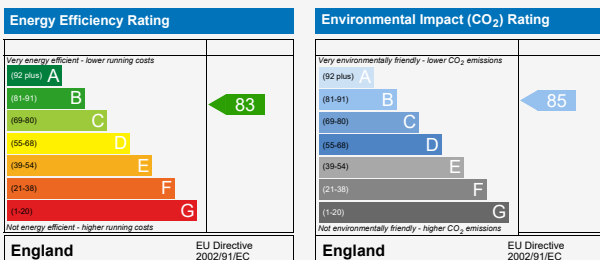 Energy Efficiency Rating
Very energy efficient - lower running costs
(92 plus) A
(81-91) B
83
(69-80) C
(55-68) D
(39-54) E
(21-38) F
(1-20) G
Not energy efficient - higher running costs
England
EU Directive
2002/91/EC
Environmental Impact (CO₂) Rating
Very environmentally friendly - lower CO₂ emissions
(92 plus) A
(81-91) B
85
(69-80) C
(55-68) D
(39-54) E
(21-38) F
(1-20) G
Not environmentally friendly - higher CO₂ emissions
England
EU Directive
2002/91/EC